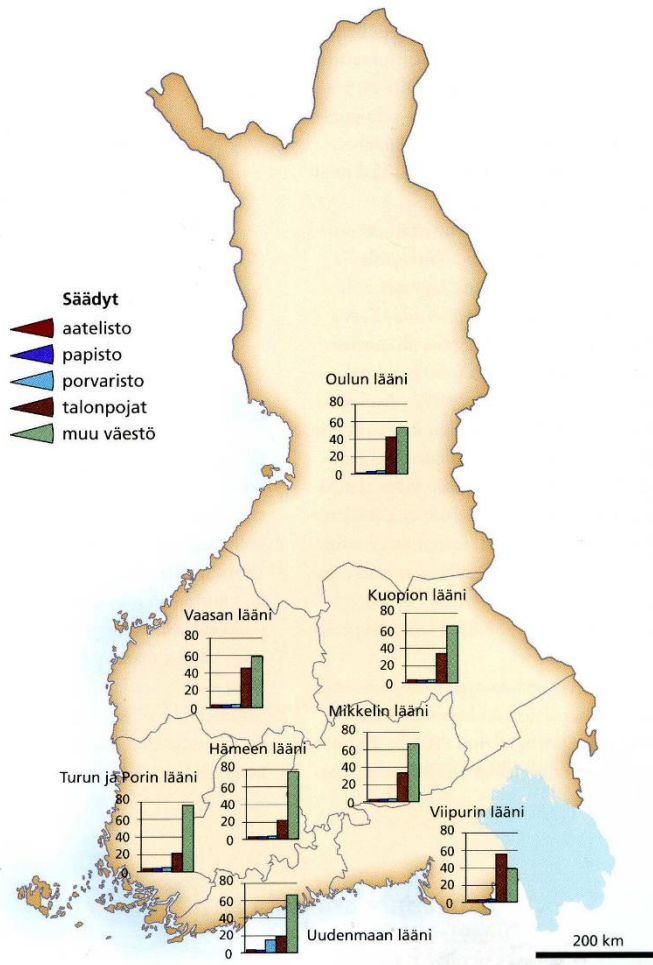 Säädyt
aatelisto
papisto
porvaristo
talonpojat
muu väestö
Oulun lääni
80
60
40
20
0
Kuopion lääni
80
60
40
20
0
Vaasan lääni
80
60
40
20
0
Mikkelin lääni
80
60
40
20
0
Hämeen lääni
80
60
40
20
0
Turun ja Porin lääni
80
60
40
20
0
Viipurin lääni
80
60
40
20
0
80
60
40
20
0
Uudenmaan lääni
200 km